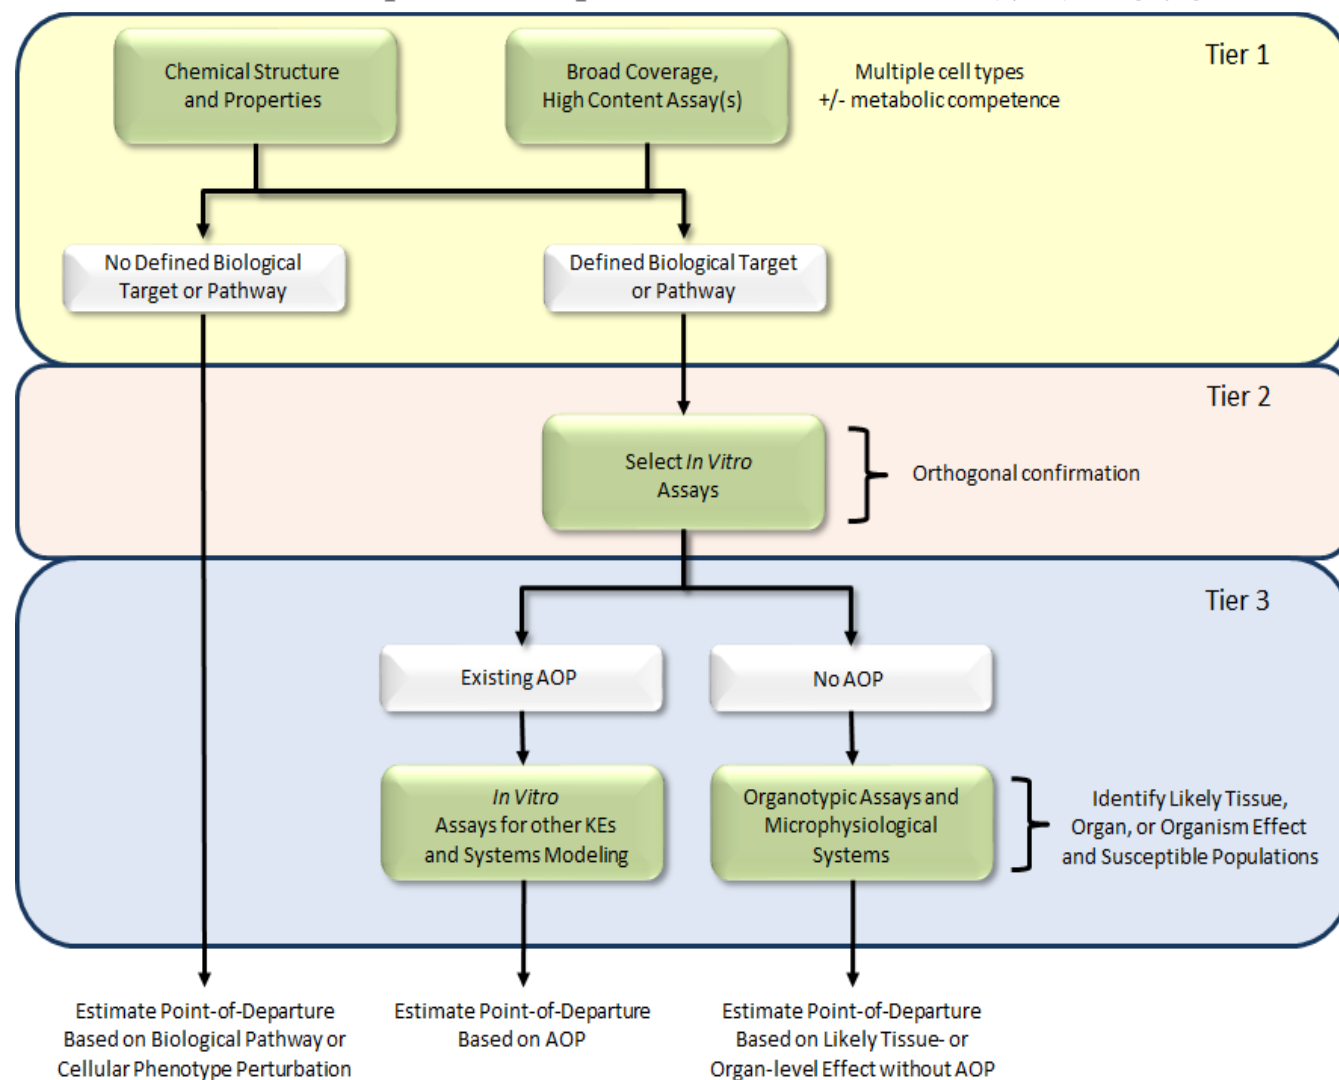 Tier 1
Chemical Structure
and Properties
Broad Coverage,
High Content Assay(s)
Multiple cell types
+/- metabolic competence
No Defined Biological
Target or Pathway
Defined Biological Target
or Pathway
Tier 2
Select In Vitro
Assays
Orthogonal confirmation
Tier 3
Existing AOP
No AOP
In Vitro
Assays for other KEs
and Systems Modeling
Organotypic Assays and
Microphysiological
Systems
Identify Likely Tissue,
Organ, or Organism Effect
and Susceptible Populations
Estimate Point-of-Departure
Based on Biological Pathway or
Cellular Phenotype Perturbation
Estimate Point-of-Departure
Based on AOP
Estimate Point-of-Departure
Based on Likely Tissue- or
Organ-level Effect without AOP